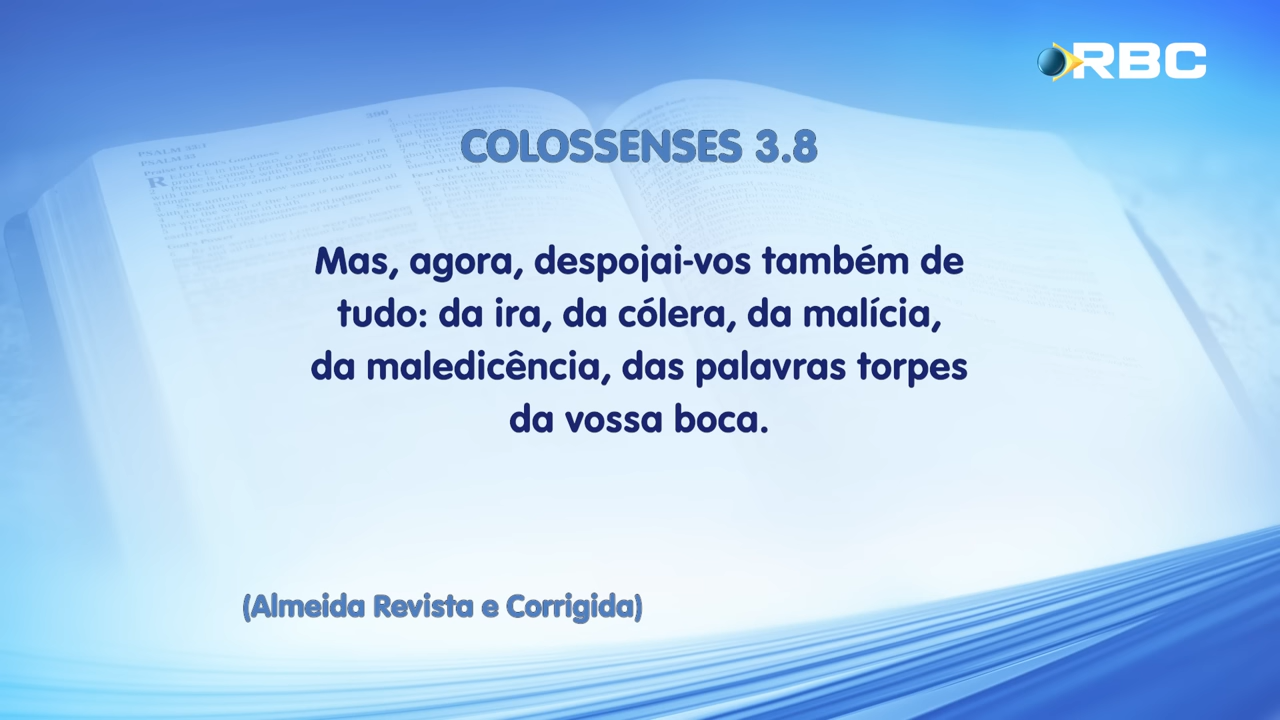 RBC
COLOSSENSES 3.8
Mas, agora, despojai-vos também de
tudo: da ira, da cólera, da malícia,
da maledicência, das palavras torpes
da vossa boca.
(Almeida Revista e Corrigida)